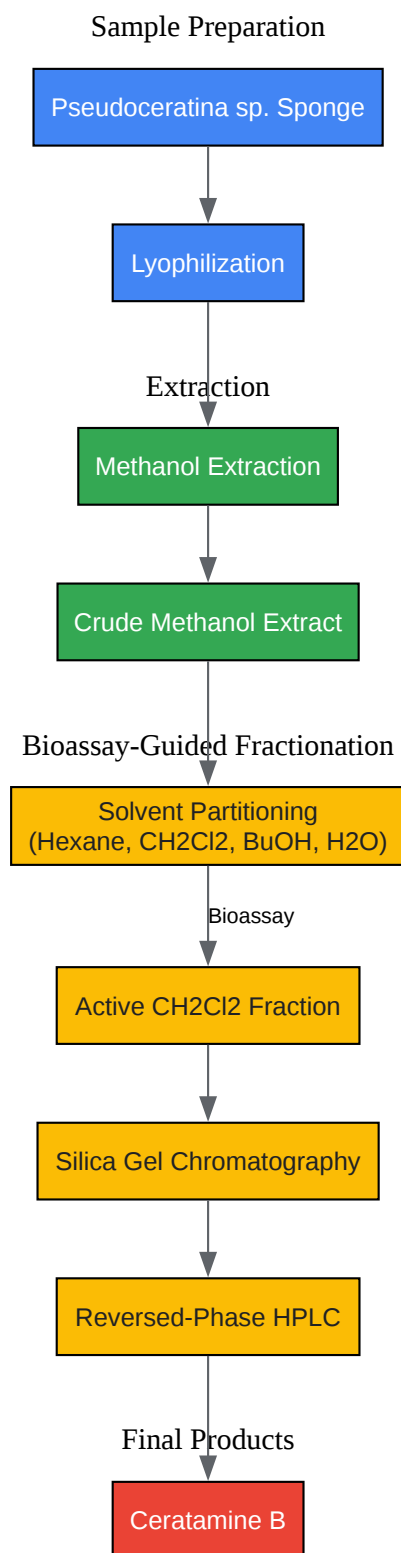 Sample Preparation
Pseudoceratina sp. Sponge
Lyophilization
Extraction
Methanol Extraction
Crude Methanol Extract
Bioassay-Guided Fractionation
Solvent Partitioning
(Hexane, CH2Cl2, BuOH, H2O)
Bioassay
Active CH2Cl2 Fraction
Silica Gel Chromatography
Reversed-Phase HPLC
Final Products
Ceratamine B